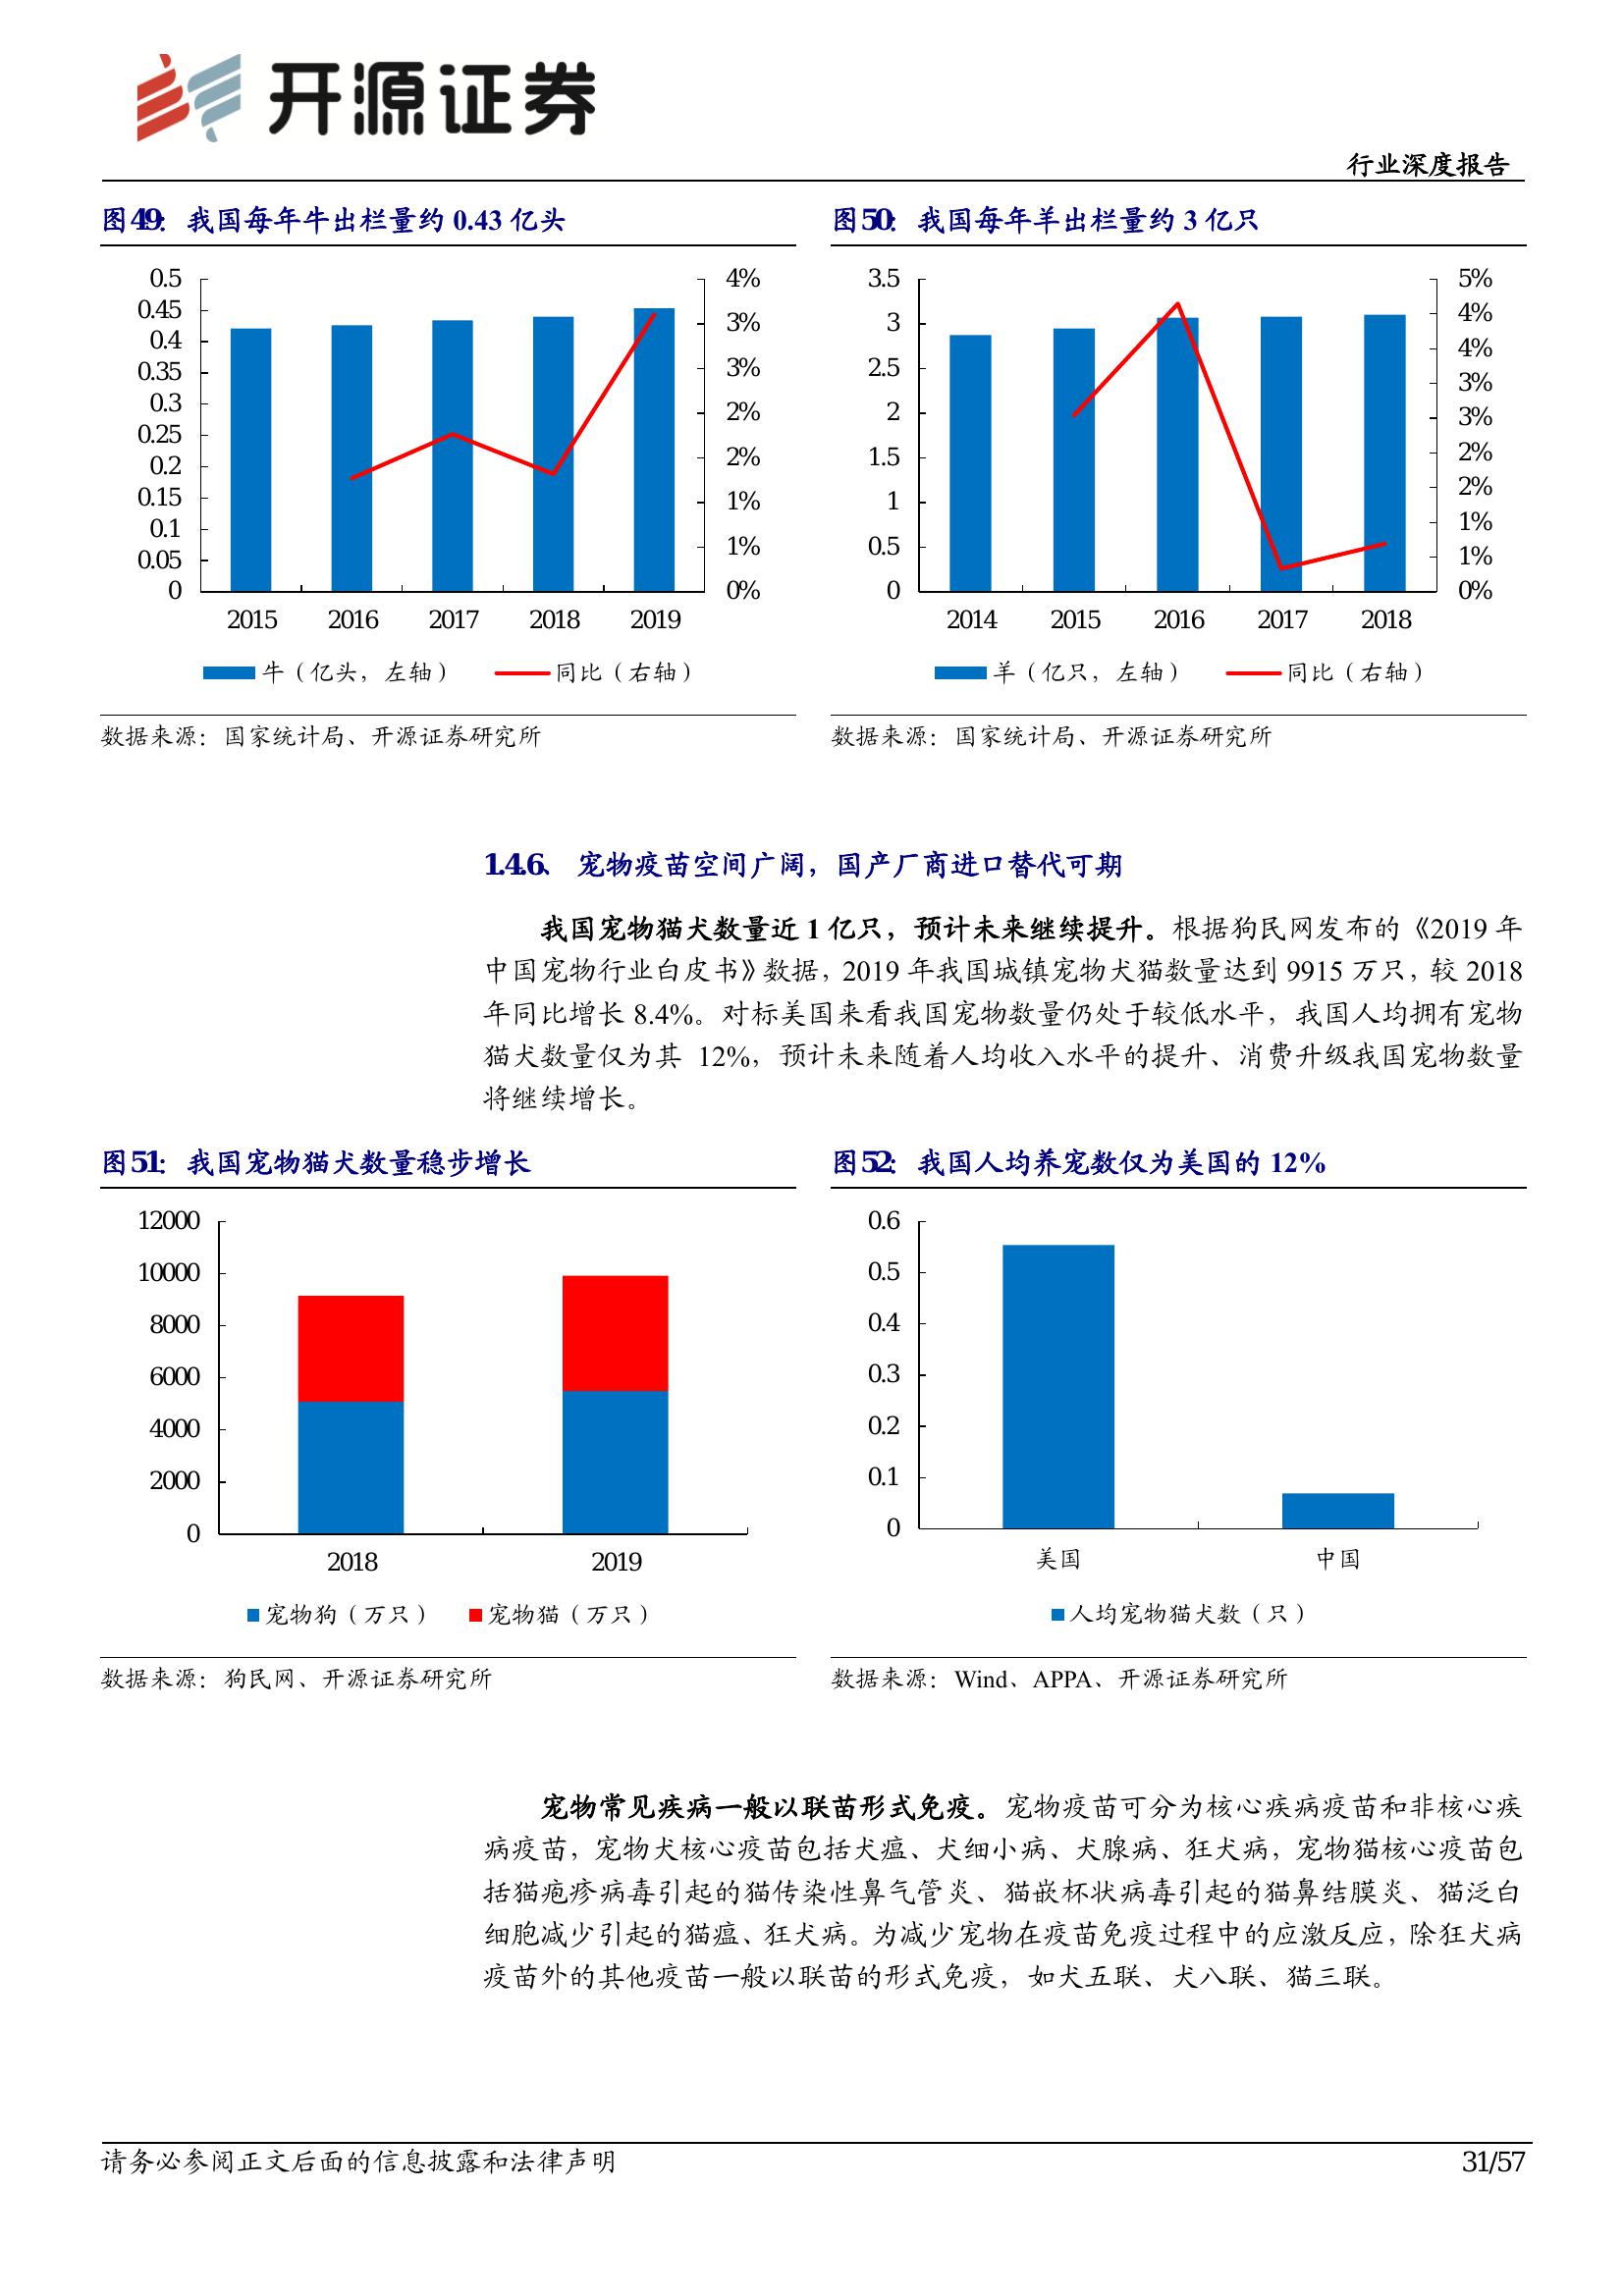 开源证券
行业深度报告
图49：我国每年牛出栏量约 0.43 亿头
0.5
0.45
0.4
0.35
0.3
0.25
0.2
0.15
0.1
0.05
0
4%
3%
3%
2%
2%
1%
1%
0%
2015 2016 2017 2018 2019
牛（亿头，左轴） 同比（右轴）
数据来源：国家统计局、开源证券研究所
图50：我国每年羊出栏量约 3 亿只
3.5
3
2.5
2
1.5
1
0.5
0
5%
4%
4%
3%
3%
2%
2%
1%
1%
0%
2014 2015 2016 2017 2018
羊（亿只，左轴） 同比（右轴）
数据来源：国家统计局、开源证券研究所
1.4.6、 宠物疫苗空间广阔，国产厂商进口替代可期
我国宠物猫犬数量近 1 亿只，预计未来继续提升。根据狗民网发布的《2019 年
中国宠物行业白皮书》数据，2019 年我国城镇宠物犬猫数量达到 9915 万只，较 2018
年同比增长 8.4%。对标美国来看我国宠物数量仍处于较低水平，我国人均拥有宠物
猫犬数量仅为其 12%，预计未来随着人均收入水平的提升、消费升级我国宠物数量
将继续增长。
图51：我国宠物猫犬数量稳步增长
12000
10000
8000
6000
4000
2000
0
2018 2019
宠物狗（万只） 宠物猫（万只）
数据来源：狗民网、开源证券研究所
图52：我国人均养宠数仅为美国的 12%
0.6
0.5
0.4
0.3
0.2
0.1
0
美国 中国
人均宠物猫犬数（只）
数据来源：Wind、APPA、开源证券研究所
宠物常见疾病一般以联苗形式免疫。宠物疫苗可分为核心疾病疫苗和非核心疾
病疫苗，宠物犬核心疫苗包括犬瘟、犬细小病、犬腺病、狂犬病，宠物猫核心疫苗包
括猫疱疹病毒引起的猫传染性鼻气管炎、猫嵌杯状病毒引起的猫鼻结膜炎、猫泛白
细胞减少引起的猫瘟、狂犬病。为减少宠物在疫苗免疫过程中的应激反应，除狂犬病
疫苗外的其他疫苗一般以联苗的形式免疫，如犬五联、犬八联、猫三联。
请务必参阅正文后面的信息披露和法律声明
31/57